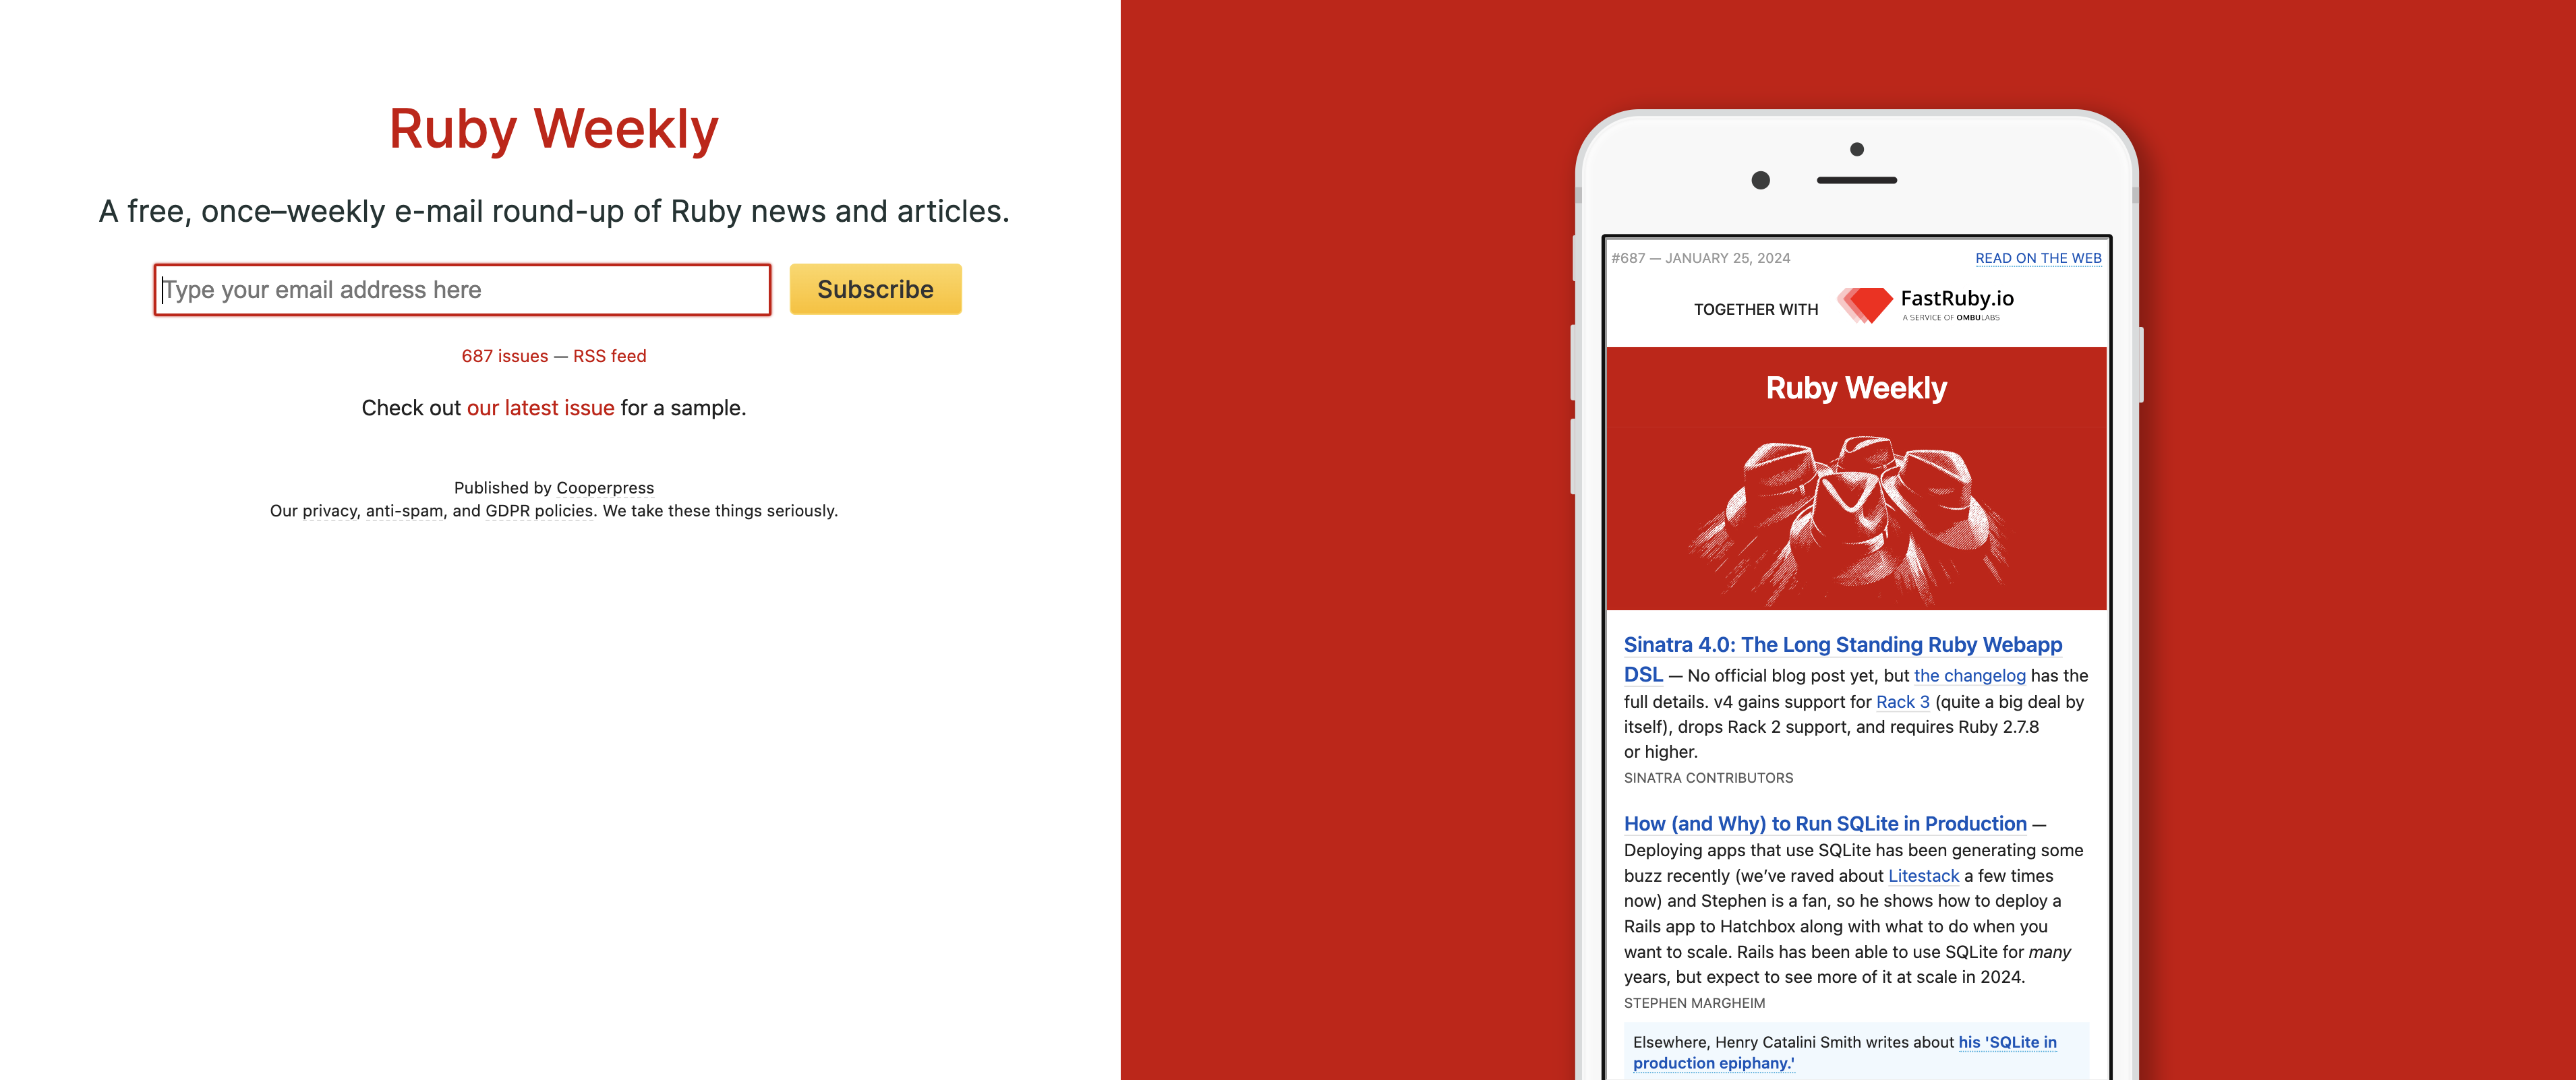 Ruby Weekly
A free, once–weekly e-mail round-up of Ruby news and articles.
Type your email address here
Subscribe
687 issues — RSS feed
Check out our latest issue for a sample.
Published by Cooperpress
Our privacy, anti-spam, and GDPR policies. We take these things seriously.
#687 — JANUARY 25, 2024
READ ON THE WEB
TOGETHER WITH
FastRuby.io
A SERVICE OF OMBULABS
Ruby Weekly
Sinatra 4.0: The Long Standing Ruby Webapp
DSL — No official blog post yet, but the changelog has the
full details. v4 gains support for Rack 3 (quite a big deal by
itself), drops Rack 2 support, and requires Ruby 2.7.8
or higher.
SINATRA CONTRIBUTORS
How (and Why) to Run SQLite in Production —
Deploying apps that use SQLite has been generating some
buzz recently (we’ve raved about Litestack a few times
now) and Stephen is a fan, so he shows how to deploy a
Rails app to Hatchbox along with what to do when you
want to scale. Rails has been able to use SQLite for many
years, but expect to see more of it at scale in 2024.
STEPHEN MARGHEIM
Elsewhere, Henry Catalini Smith writes about his 'SQLite in
production epiphany.'